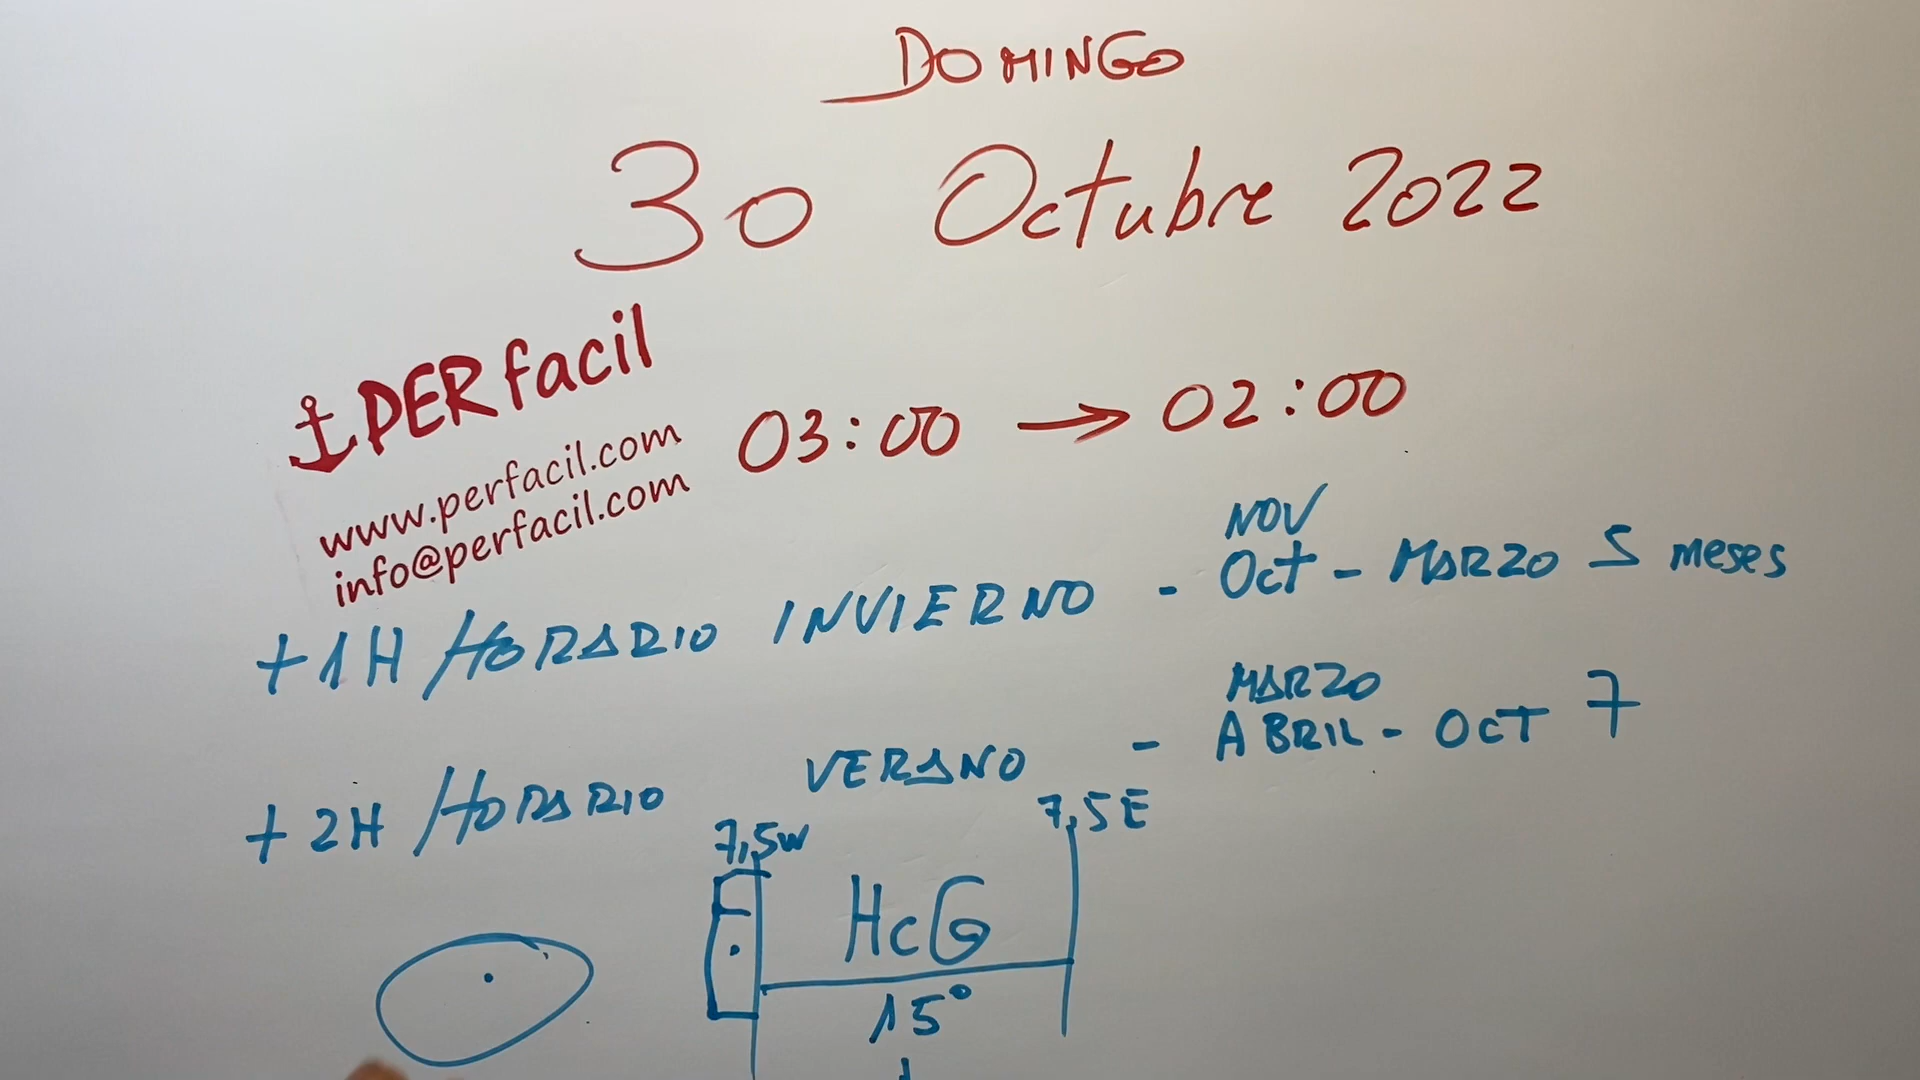 DOMINGO
30 Octubre 2022
PERfacil
www.perfacil.com
info@perfacil.com
03:00 → 02:00
NOV
+1H HORARIO INVIERNO - Oct - MARZO 5 meses
MARZO
+2H HORARIO VERANO - ABRIL - OCT 7
7,5W
7,5E
HcG
15°